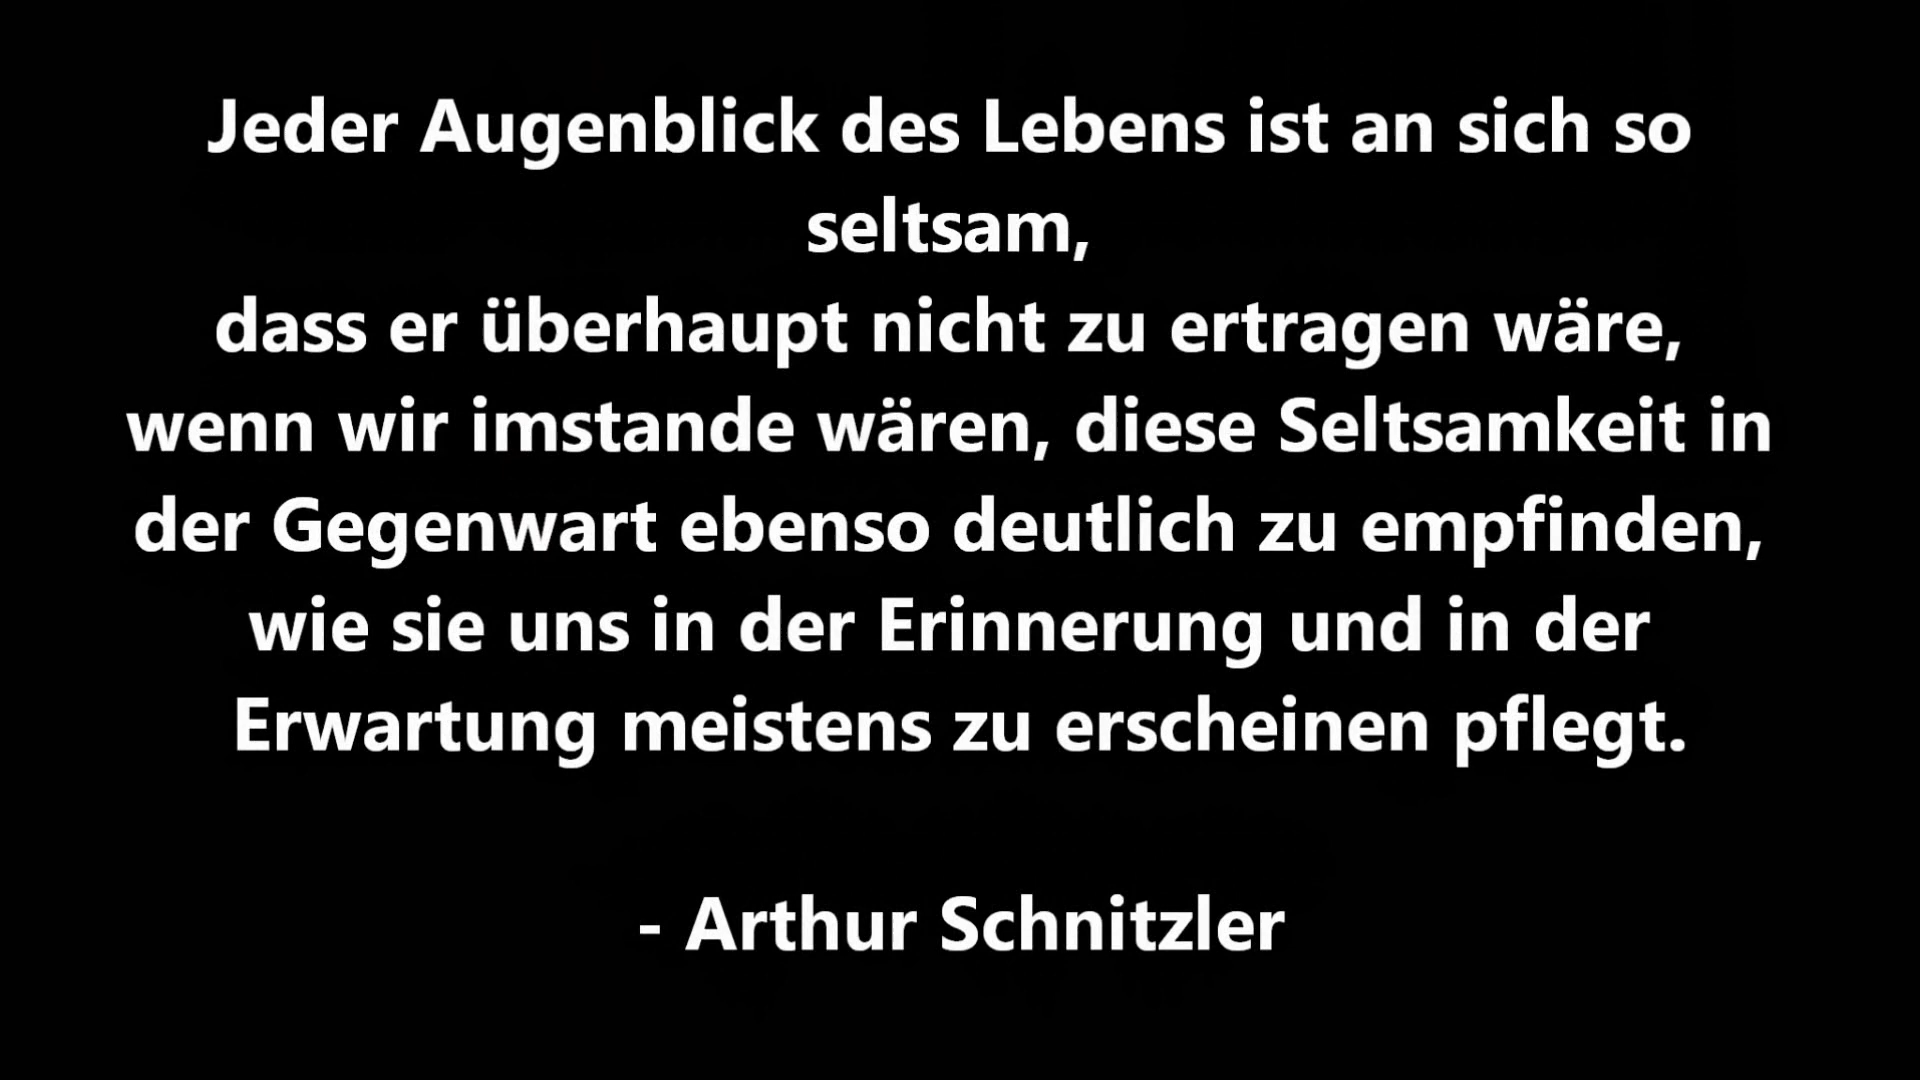 Jeder Augenblick des Lebens ist an sich so
seltsam,
dass er überhaupt nicht zu ertragen wäre,
wenn wir imstande wären, diese Seltsamkeit in
der Gegenwart ebenso deutlich zu empfinden,
wie sie uns in der Erinnerung und in der
Erwartung meistens zu erscheinen pflegt.
- Arthur Schnitzler